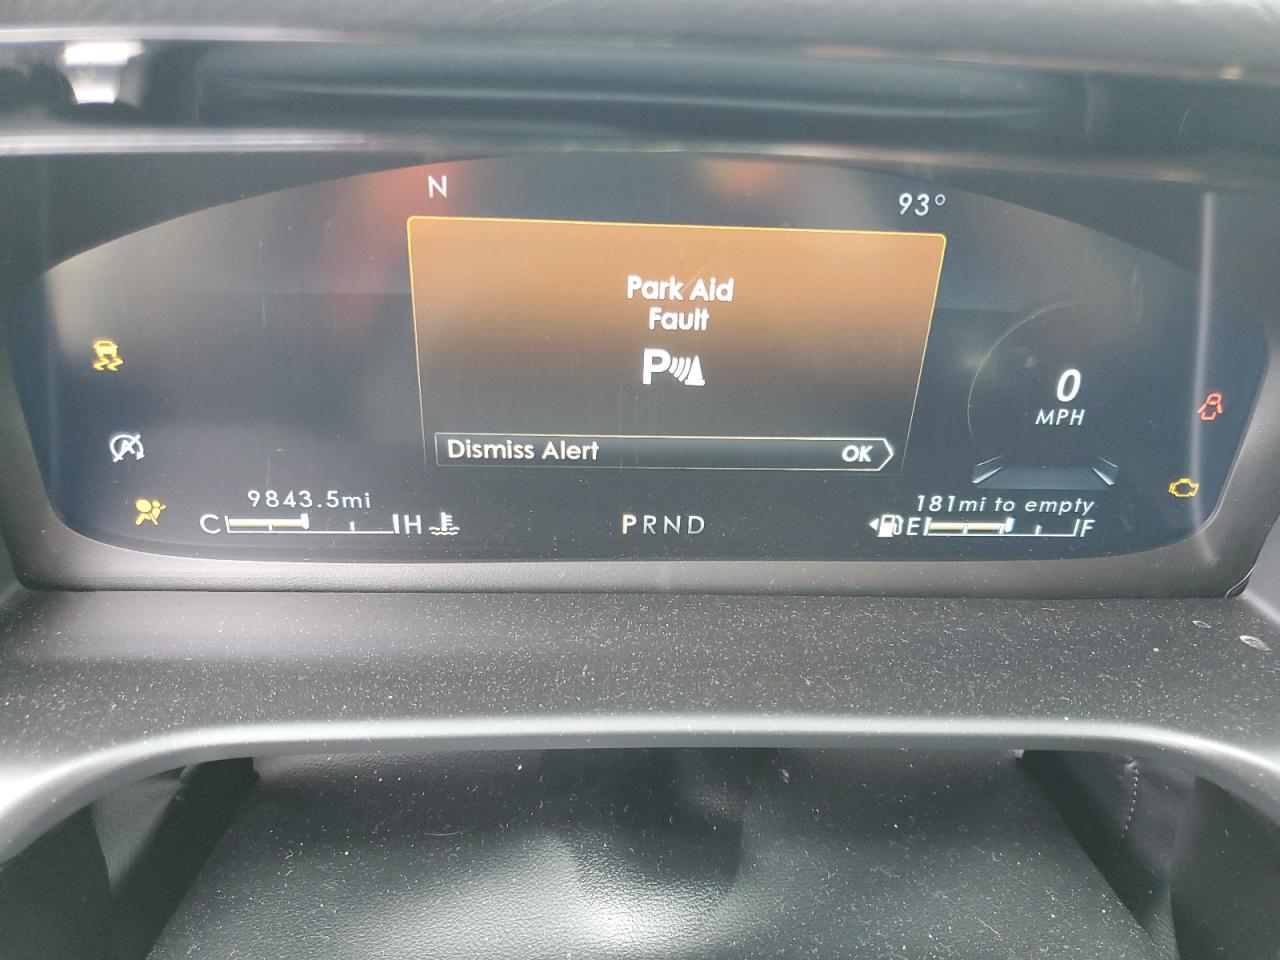 N
93°
Park Aid
Fault
P
0
MPH
Dismiss Alert OK
9843.5mi
181mi to empty
C H
PRND
E F